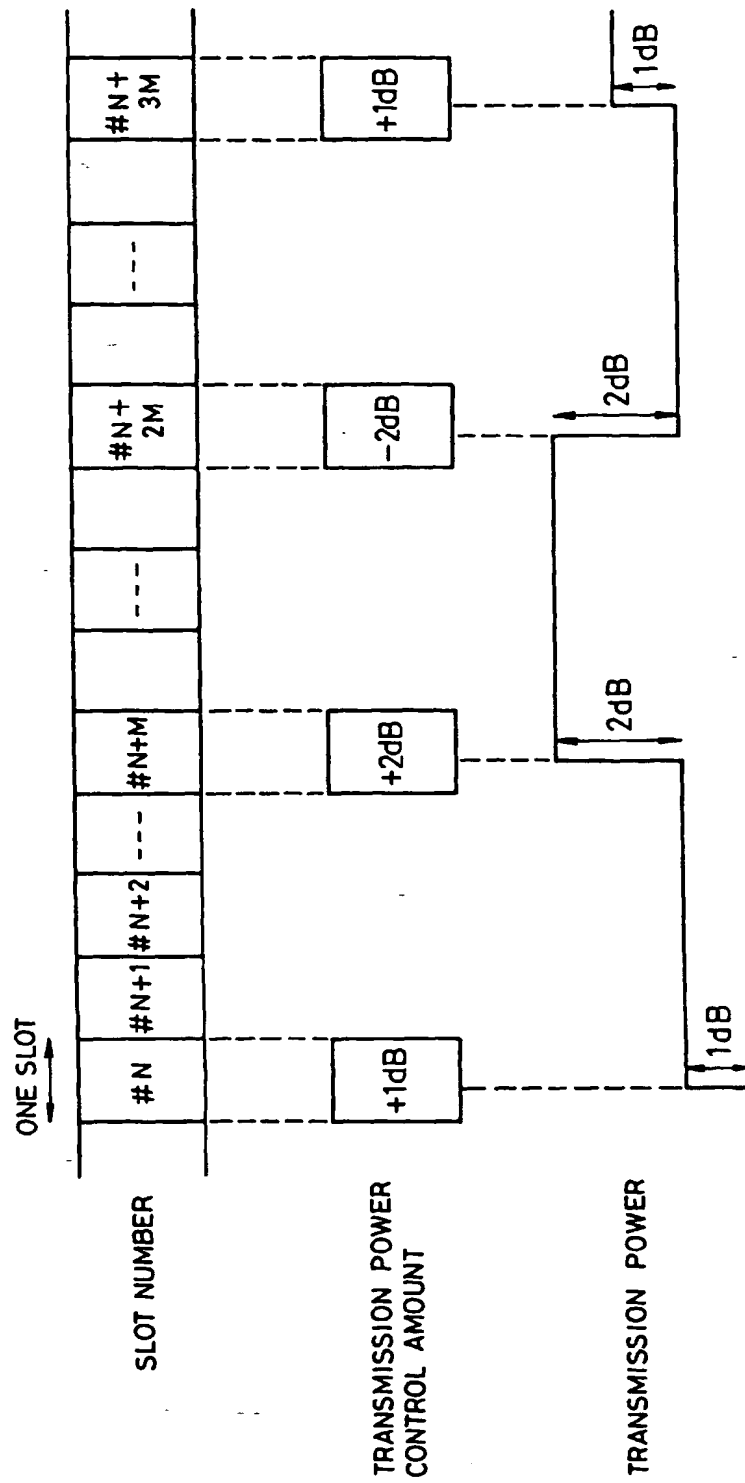 ONE SLOT
SLOT NUMBER
#N
#N+1
#N+2
---
#N+M
---
#N+
2M
---
#N+
3M
TRANSMISSION POWER
CONTROL AMOUNT
+1dB
+2dB
-2dB
+1dB
TRANSMISSION POWER
1dB
2dB
2dB
1dB